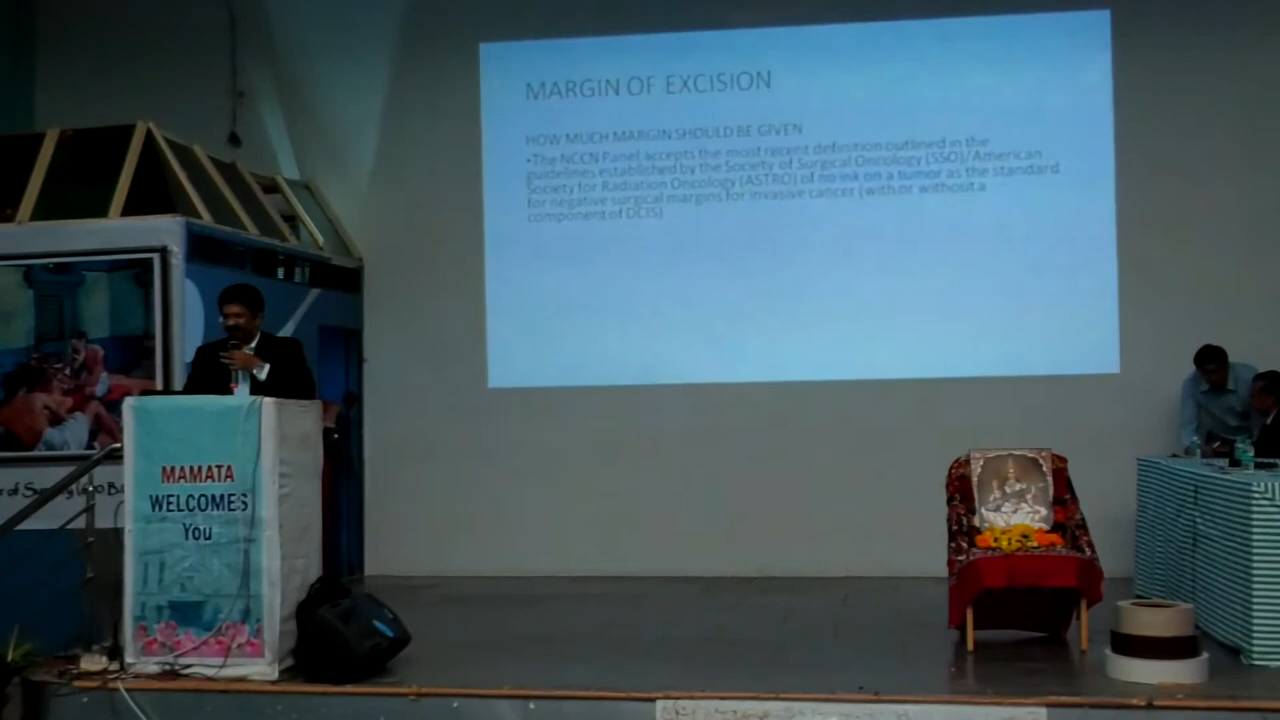 MARGIN OF EXCISION
HOW MUCH MARGIN SHOULD BE GIVEN
•The NCCN Panel accepts the most recent definition outlined in the
guidelines established by the Society of Surgical Oncology (SSO)/American
Society for Radiation Oncology (ASTRO) of no ink on a tumor as the standard
for negative surgical margins for invasive cancer (with or without a
component of DCIS)
MAMATA
WELCOMES
You
of